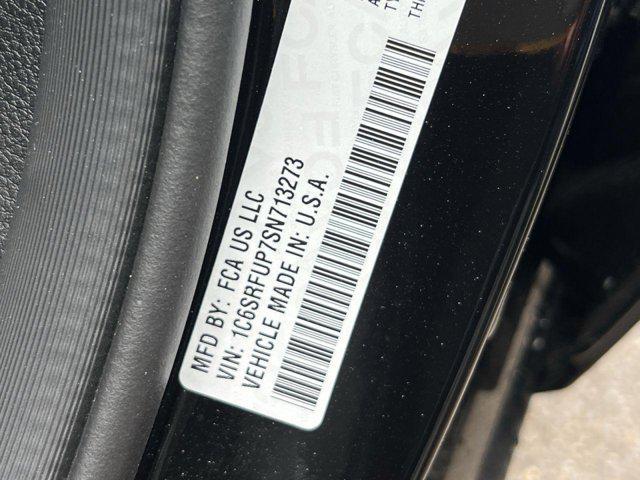 MFD BY: FCA US LLC
VIN: 1C6SRFUP7SN713273
VEHICLE MADE IN: U.S.A.